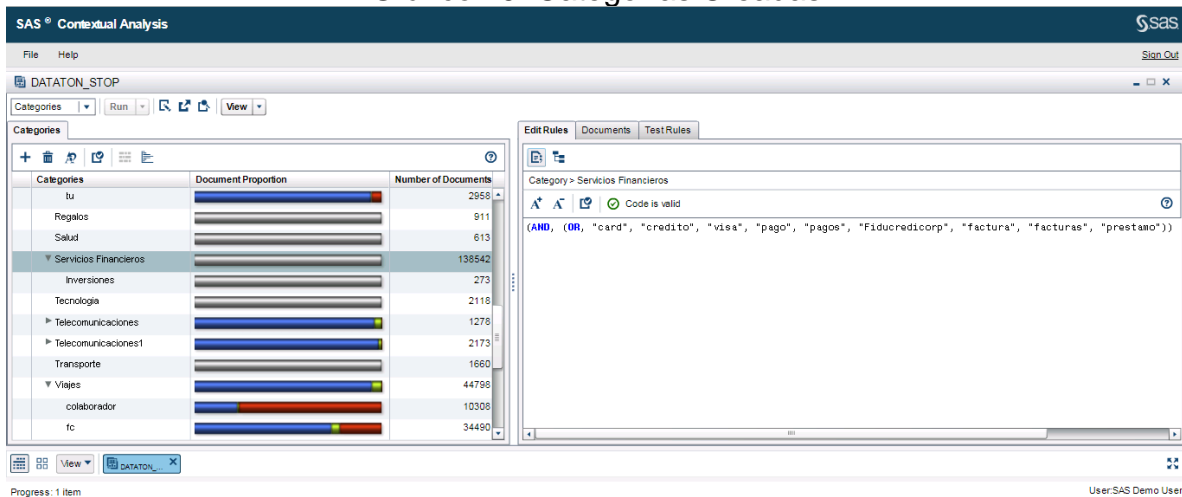 SAS ® Contextual Analysis
sas
File Help
Sign Out
DATATON_STOP
Categories Run View
Categories
Edit Rules Documents Test Rules
Categories Document Proportion Number of Documents
Category > Servicios Financieros
tu 2958
Code is valid
Regalos 911
(AND, (OR, "card", "credito", "visa", "pago", "pagos", "Fiducredicorp", "factura", "facturas", "prestamo"))
Salud 613
Servicios Financieros 138542
Inversiones 273
Tecnologia 2118
Telecomunicaciones 1276
Telecomunicaciones1 2173
Transporte 1660
Viajes 44798
colaborador 10308
fc 34490
View DATATON_...
Progress: 1 item
User:SAS Demo User